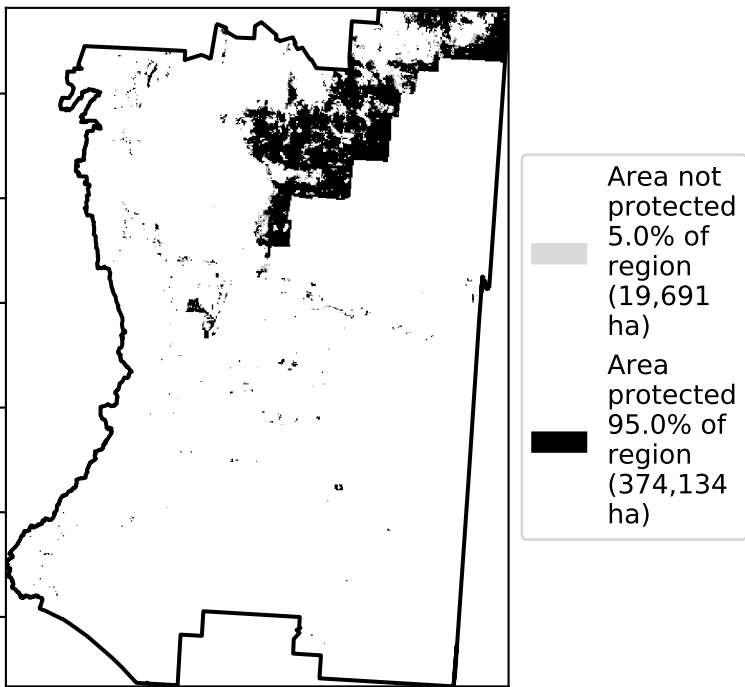 Area not
protected
5.0% of
region
(19,691
ha)
Area
protected
95.0% of
region
(374,134
ha)